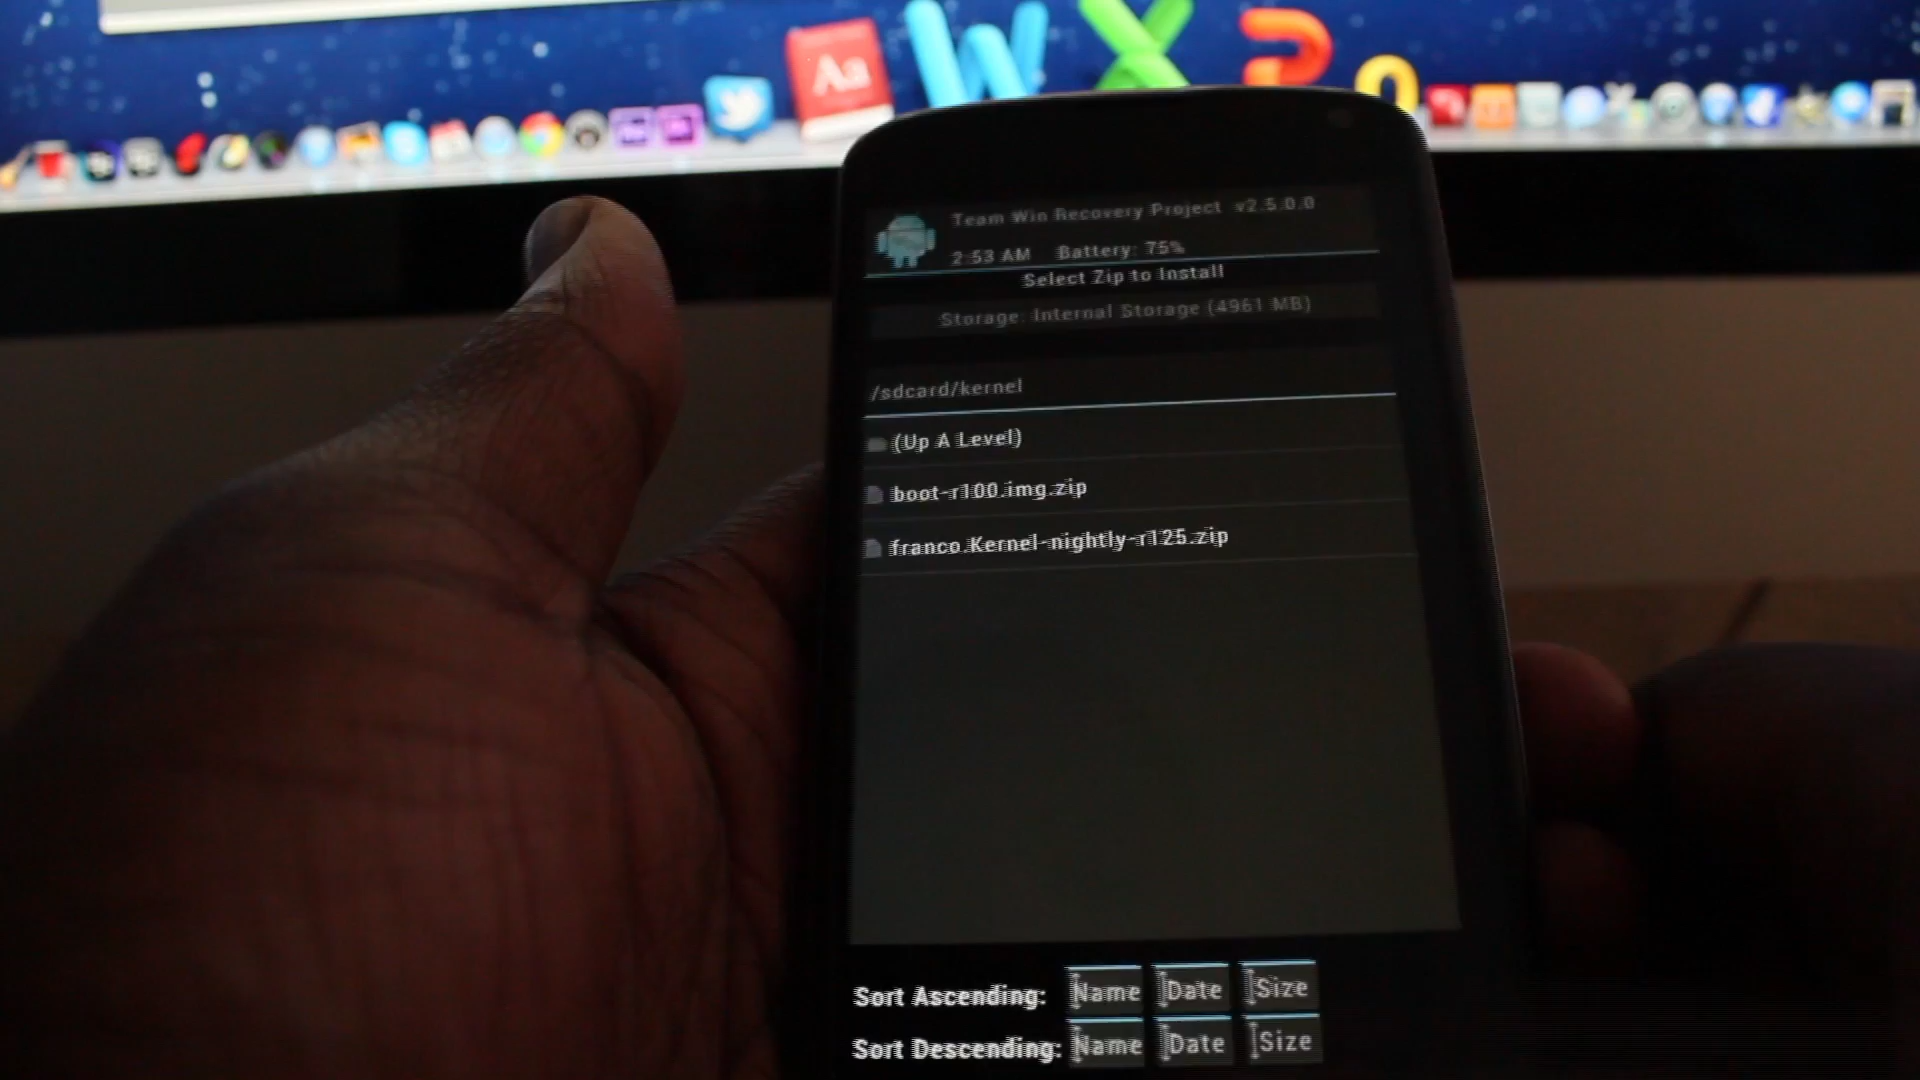 Aa
W
X
P
o
Team Win Recovery Project v2.5.0.0
2:53 AM Battery: 75%
Select Zip to Install
Storage: Internal Storage (4961 MB)
/sdcard/kernel
(Up A Level)
boot-r100.img.zip
franco.Kernel-nightly-r125.zip
Sort Ascending: Name Date Size
Sort Descending: Name Date Size